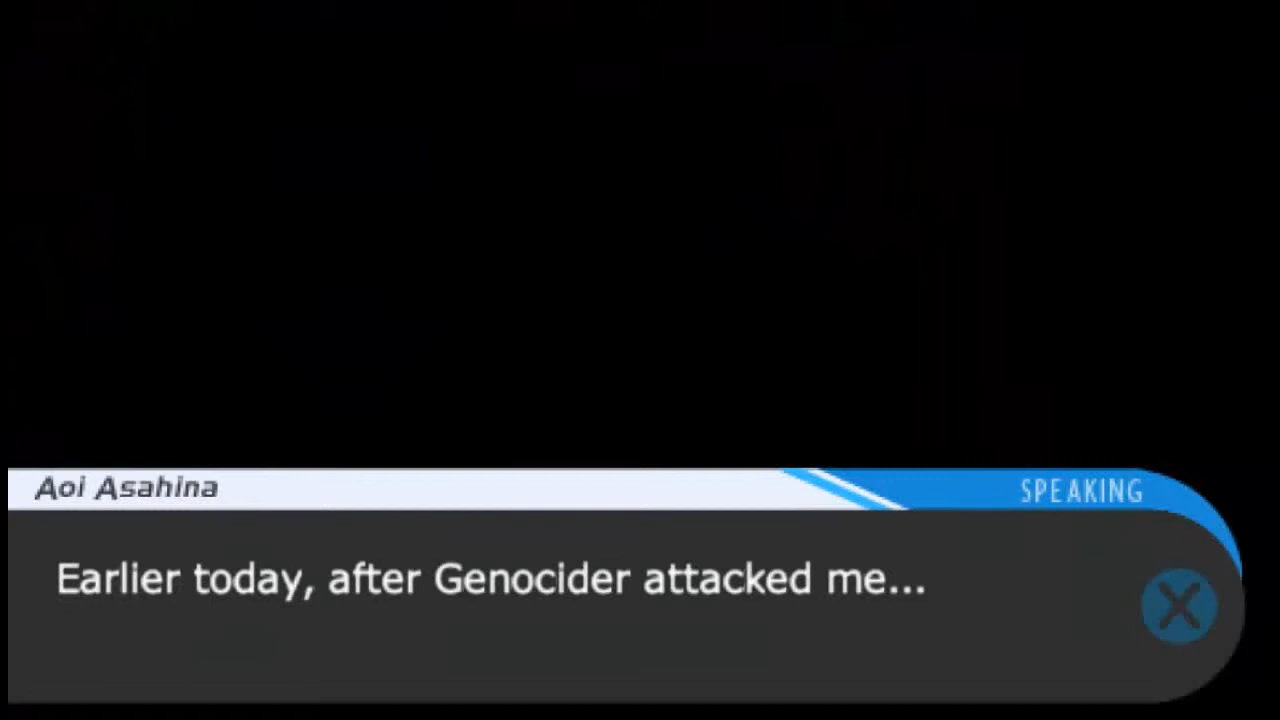 Aoi Asahina
SPEAKING
Earlier today, after Genocider attacked me...